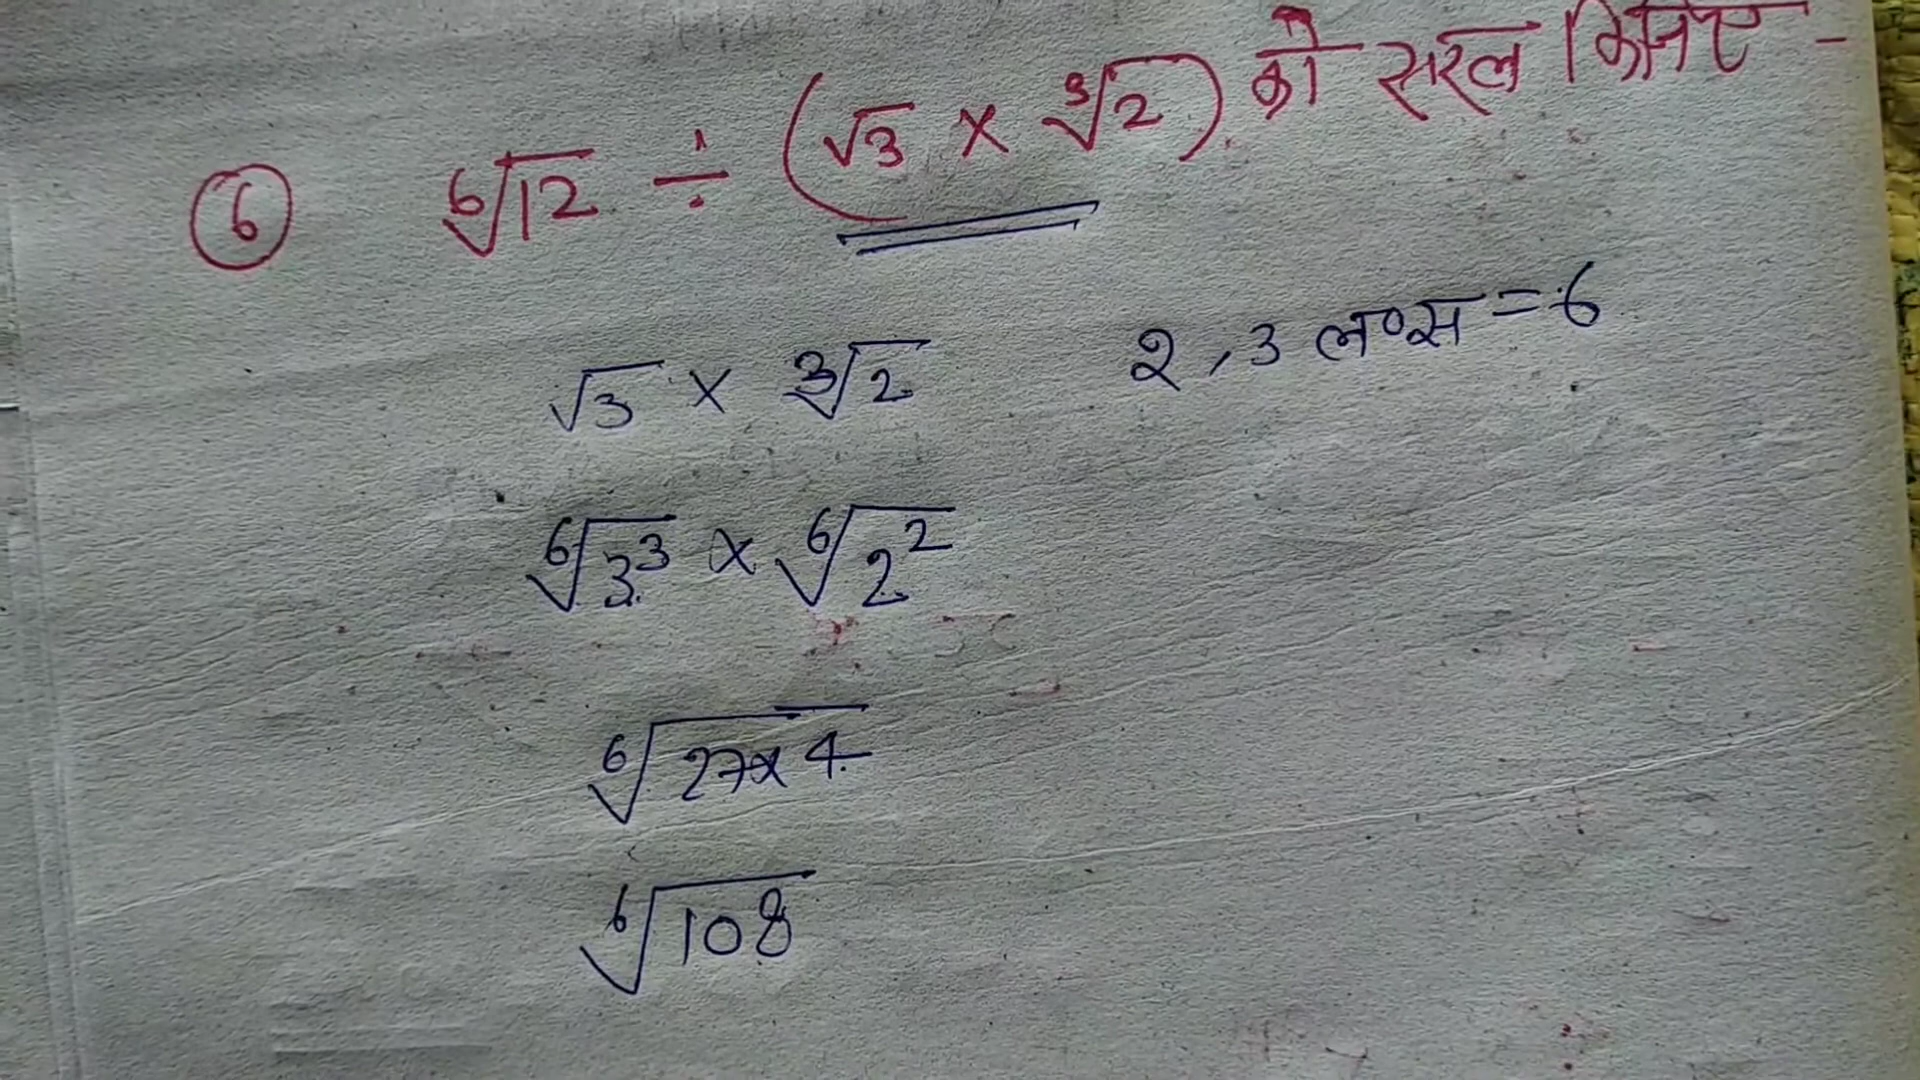 ⑥ ⁶√12 ÷ (√3 × ³√2) को सरल किजिए -
√3 × ³√2 2, 3 ल०स = 6
⁶√3³ × ⁶√2²
⁶√27×4
⁶√108